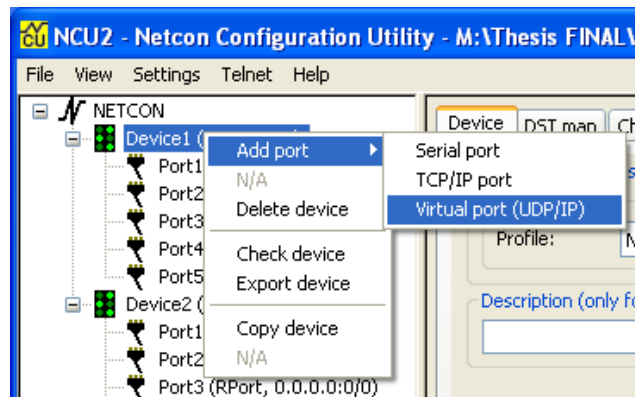 NCU2 - Netcon Configuration Utility - M:\Thesis FINAL\
File View Settings Telnet Help
NETCON
Device1 (
Port1
Port2
Port3
Port4
Port5
Device2 (
Port1
Port2
Port3 (RPort, 0.0.0.0:0/0)
Add port
N/A
Delete device
Check device
Export device
Copy device
N/A
Serial port
TCP/IP port
Virtual port (UDP/IP)
Device DST map
Profile:
Description (only